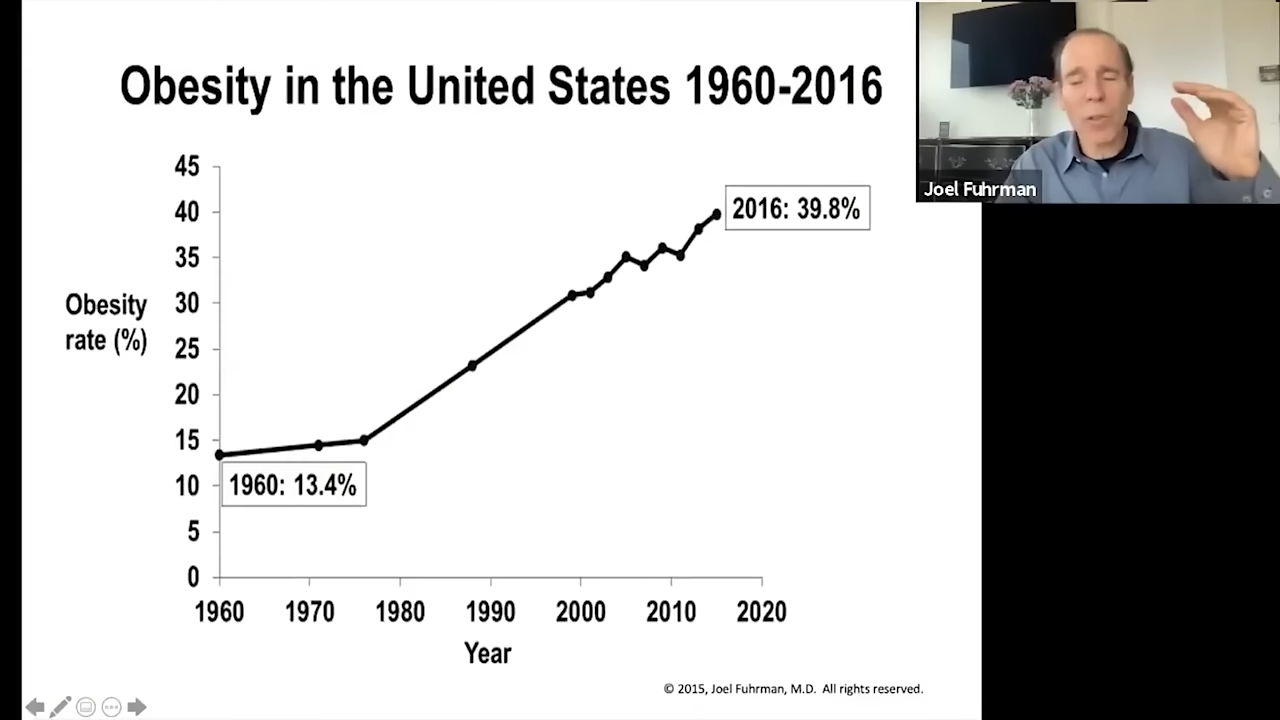 Obesity in the United States 1960-2016
Joel Fuhrman
45
40
35
30
25
20
15
10
5
0
Obesity
rate (%)
2016: 39.8%
1960: 13.4%
1960 1970 1980 1990 2000 2010 2020
Year
© 2015, Joel Fuhrman, M.D. All rights reserved.